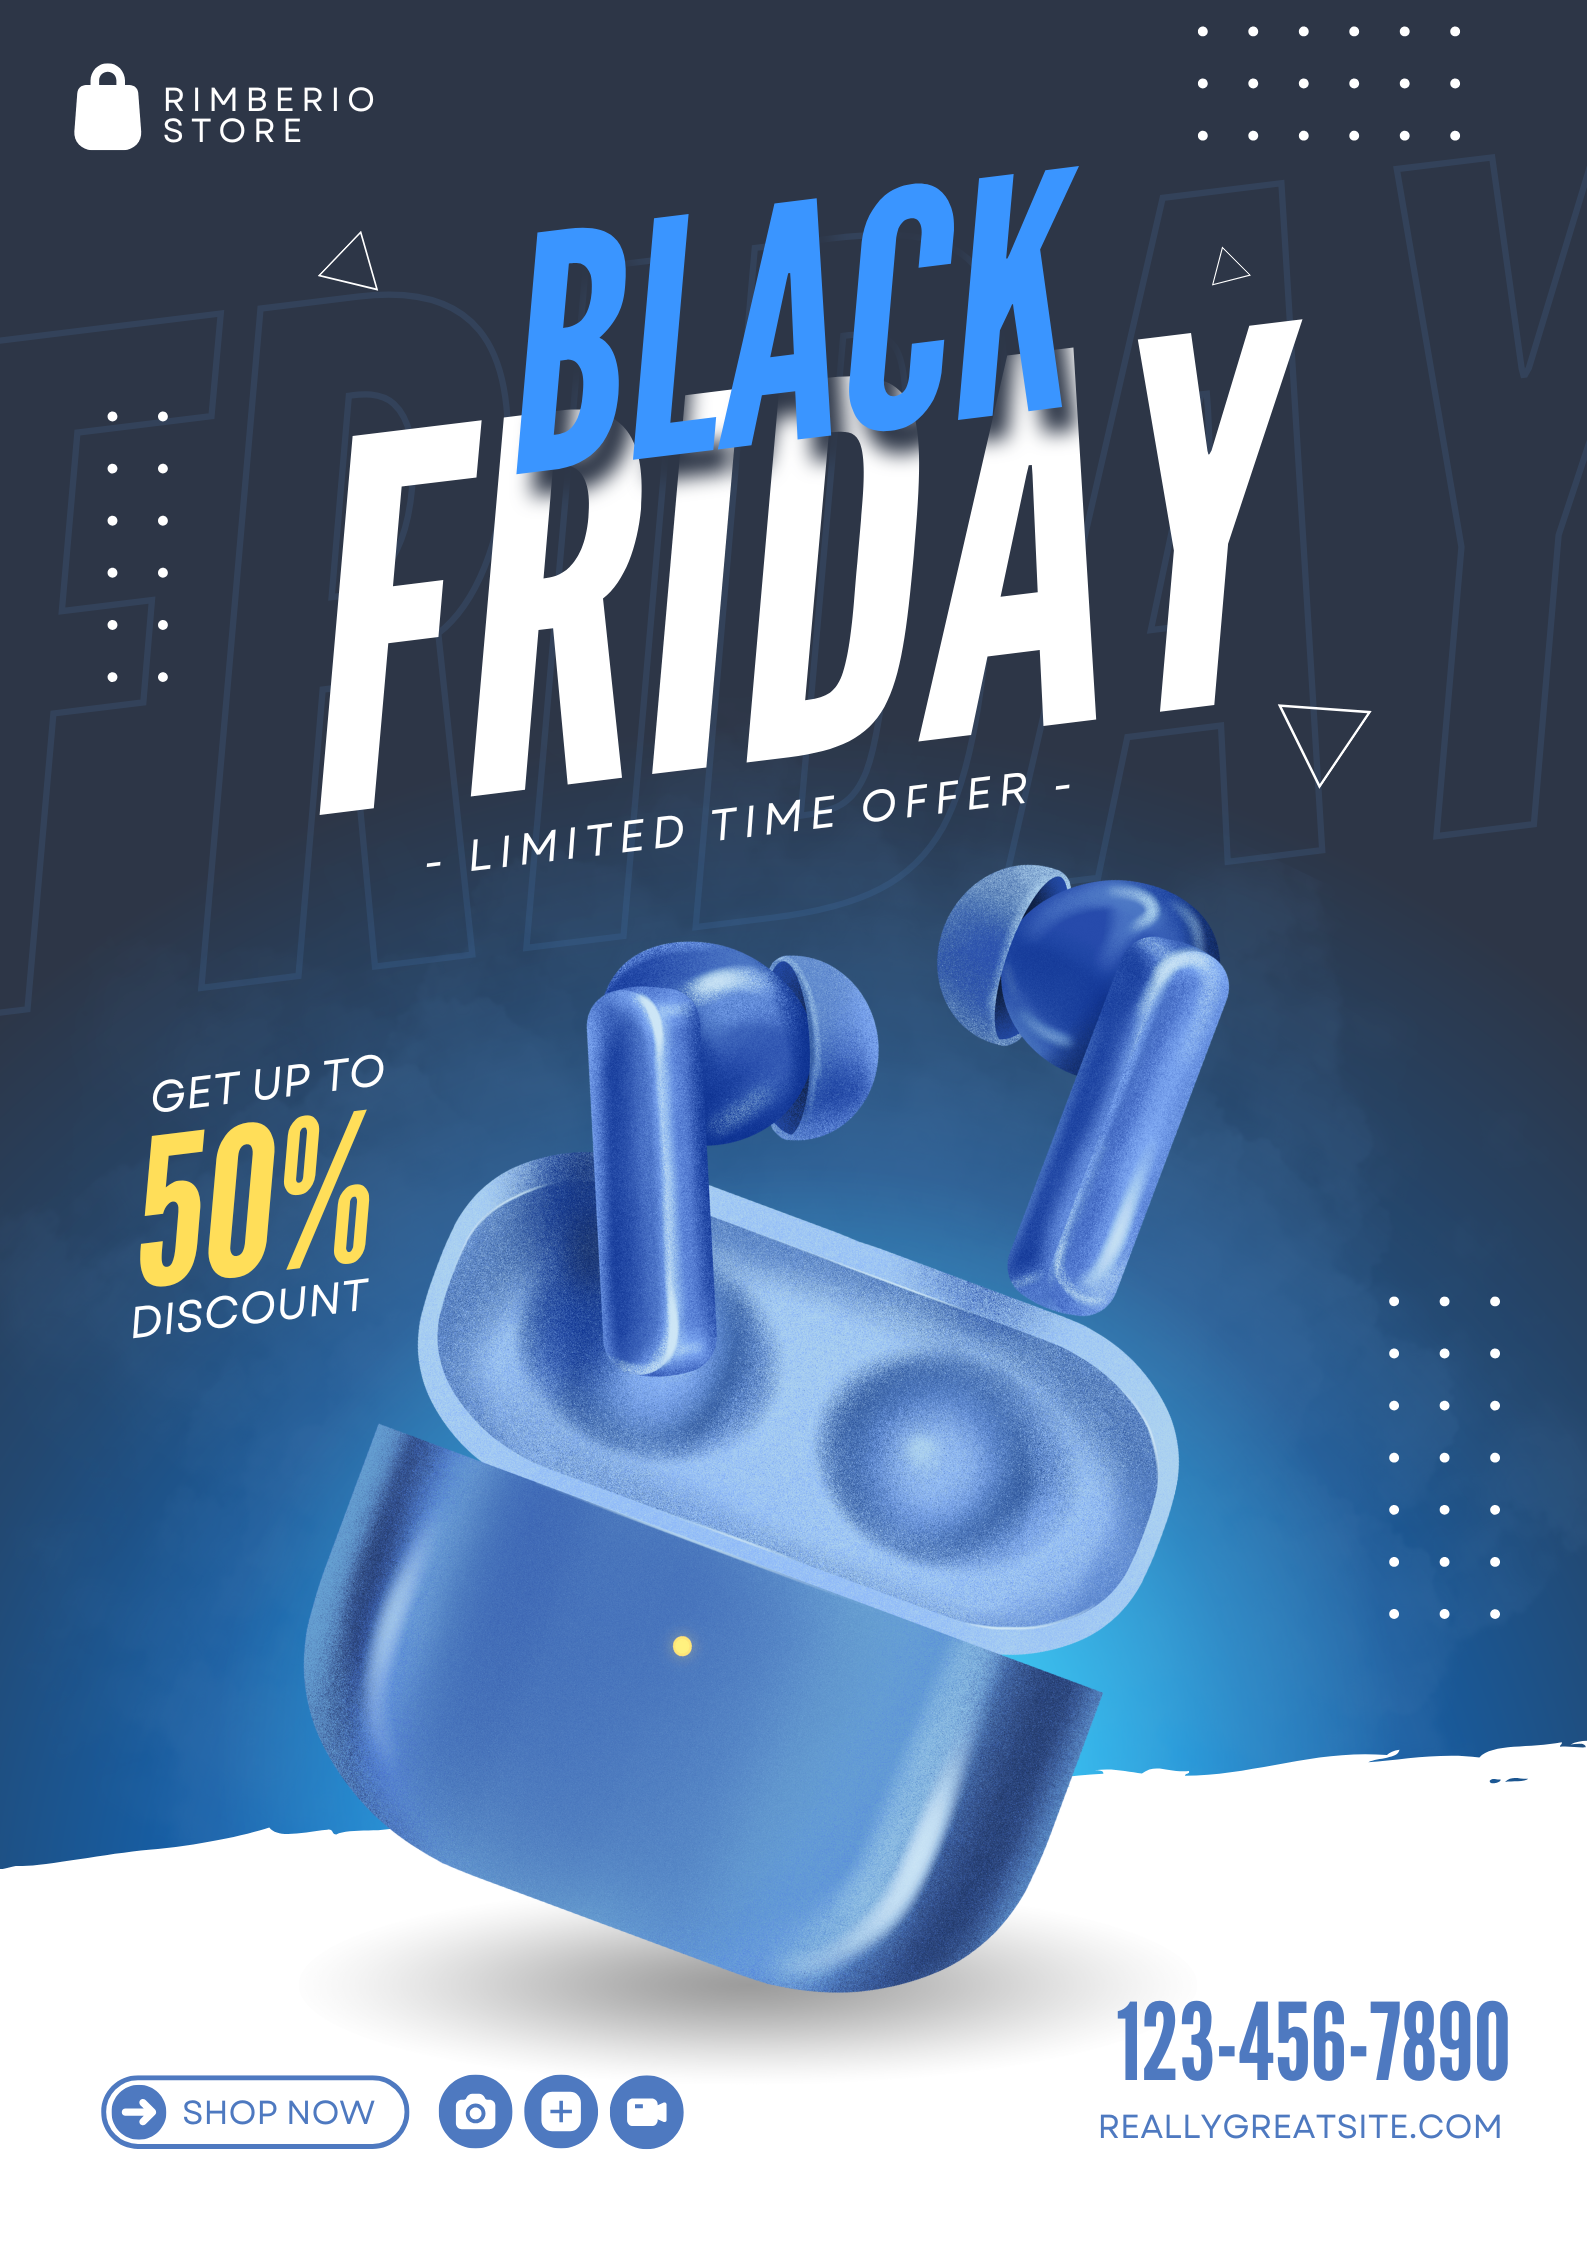 RIMBERIO
STORE
BLACK
FRIDAY
FRIDAY
- LIMITED TIME OFFER -
GET UP TO
50%
DISCOUNT
123-456-7890
SHOP NOW
REALLYGREATSITE.COM